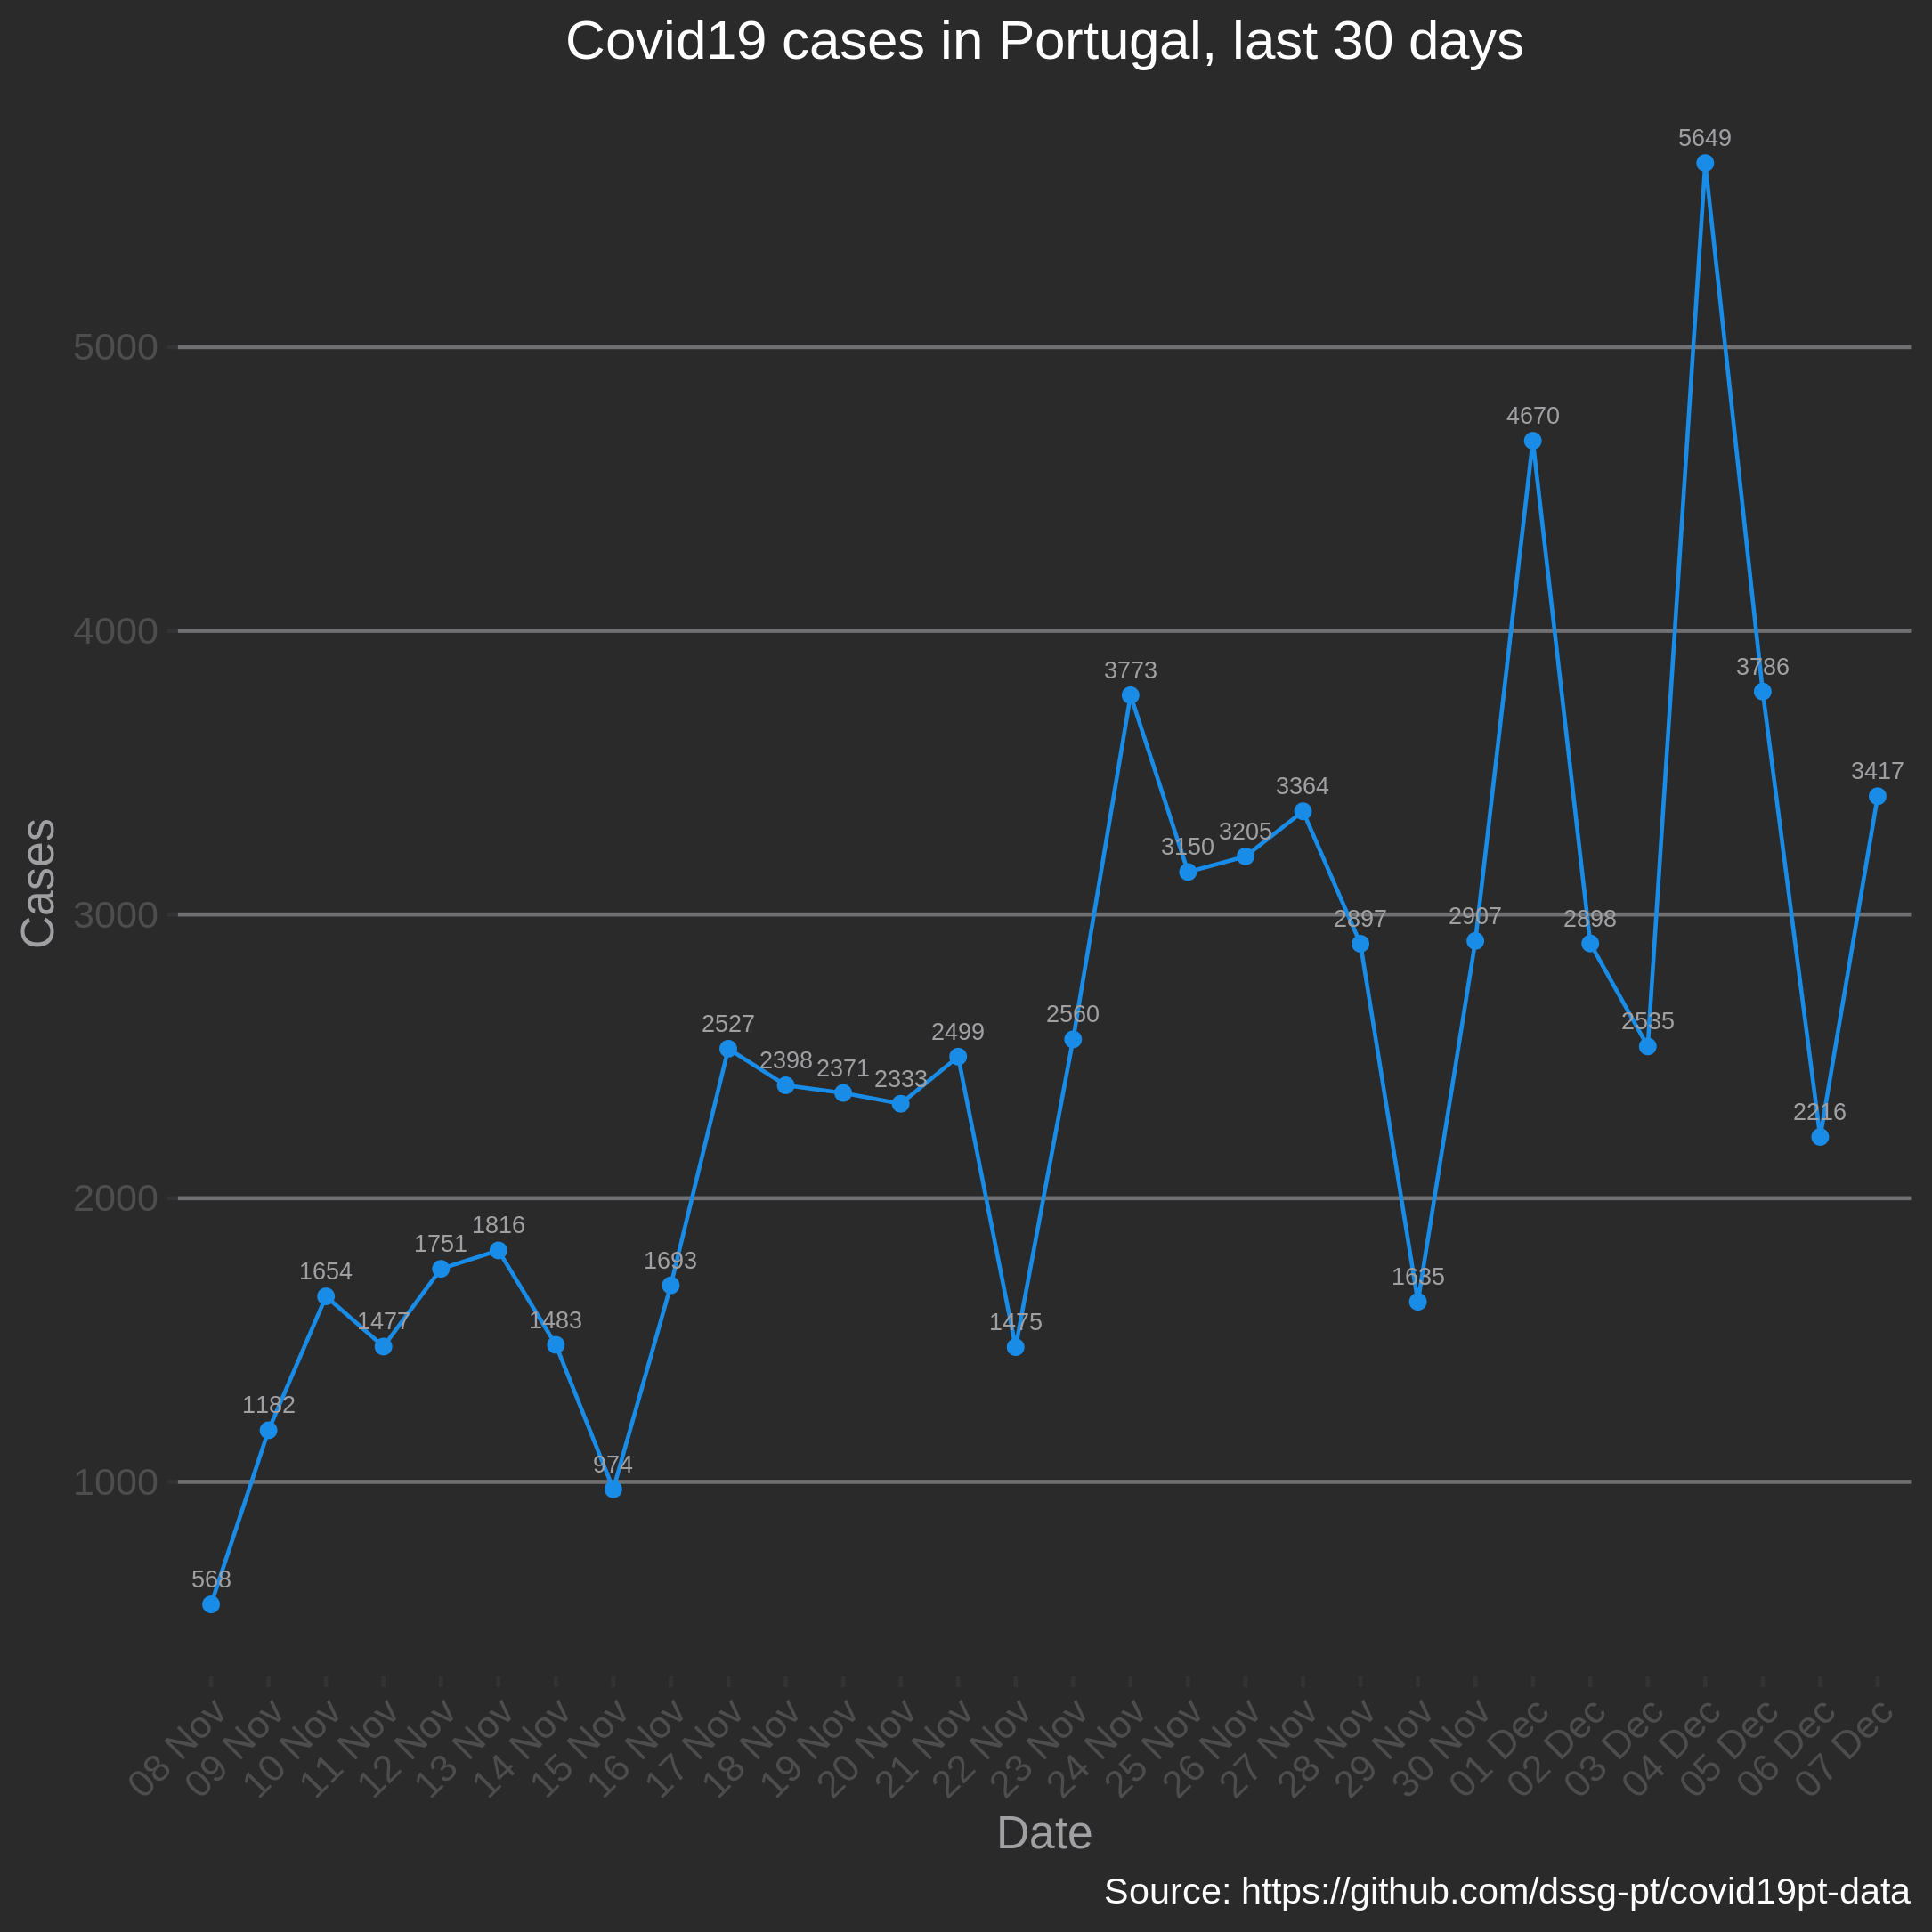 Covid19 cases in Portugal, last 30 days
5649
5000
4670
4000
3773
3786
3417
3364
3205
3150
3000
2897
2907
2898
2560
2535
2527
2499
2398
2371
2333
2216
2000
1816
1751
1693
1654
1635
1477
1483
1475
1182
1000
974
568
Cases
08 Nov
09 Nov
10 Nov
11 Nov
12 Nov
13 Nov
14 Nov
15 Nov
16 Nov
17 Nov
18 Nov
19 Nov
20 Nov
21 Nov
22 Nov
23 Nov
24 Nov
25 Nov
26 Nov
27 Nov
28 Nov
29 Nov
30 Nov
01 Dec
02 Dec
03 Dec
04 Dec
05 Dec
06 Dec
07 Dec
Date
Source: https://github.com/dssg-pt/covid19pt-data